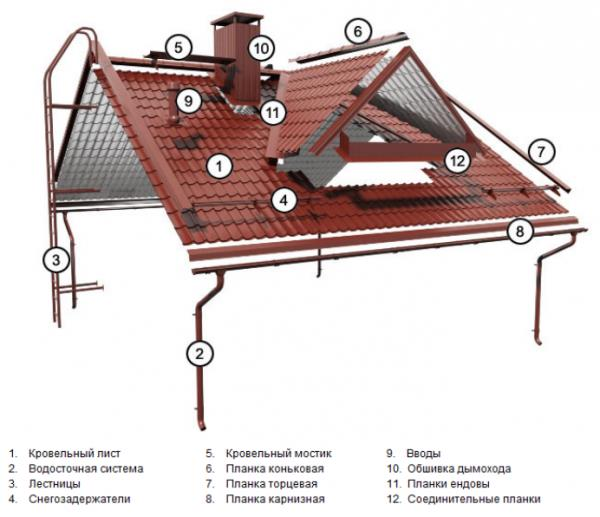 5
10
6
9
11
1
12
7
4
8
3
2
1. Кровельный лист
2. Водосточная система
3. Лестницы
4. Снегозадержатели
5. Кровельный мостик
6. Планка коньковая
7. Планка торцевая
8. Планка карнизная
9. Вводы
10. Обшивка дымохода
11. Планки ендовы
12. Соединительные планки